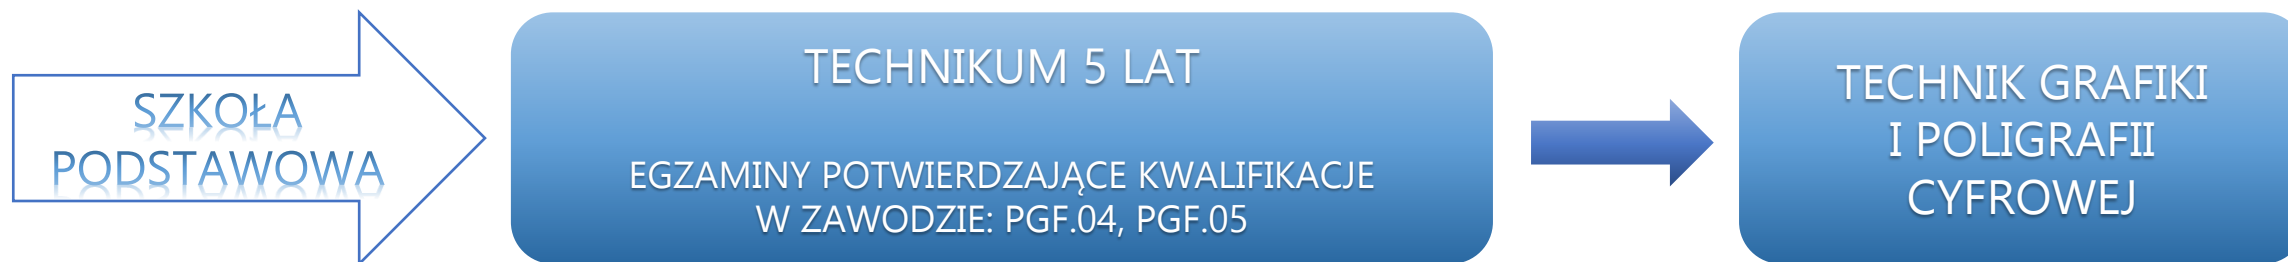 SZKOŁA
PODSTAWOWA
TECHNIKUM 5 LAT
EGZAMINY POTWIERDZAJĄCE KWALIFIKACJE
W ZAWODZIE: PGF.04, PGF.05
TECHNIK GRAFIKI
I POLIGRAFII
CYFROWEJ